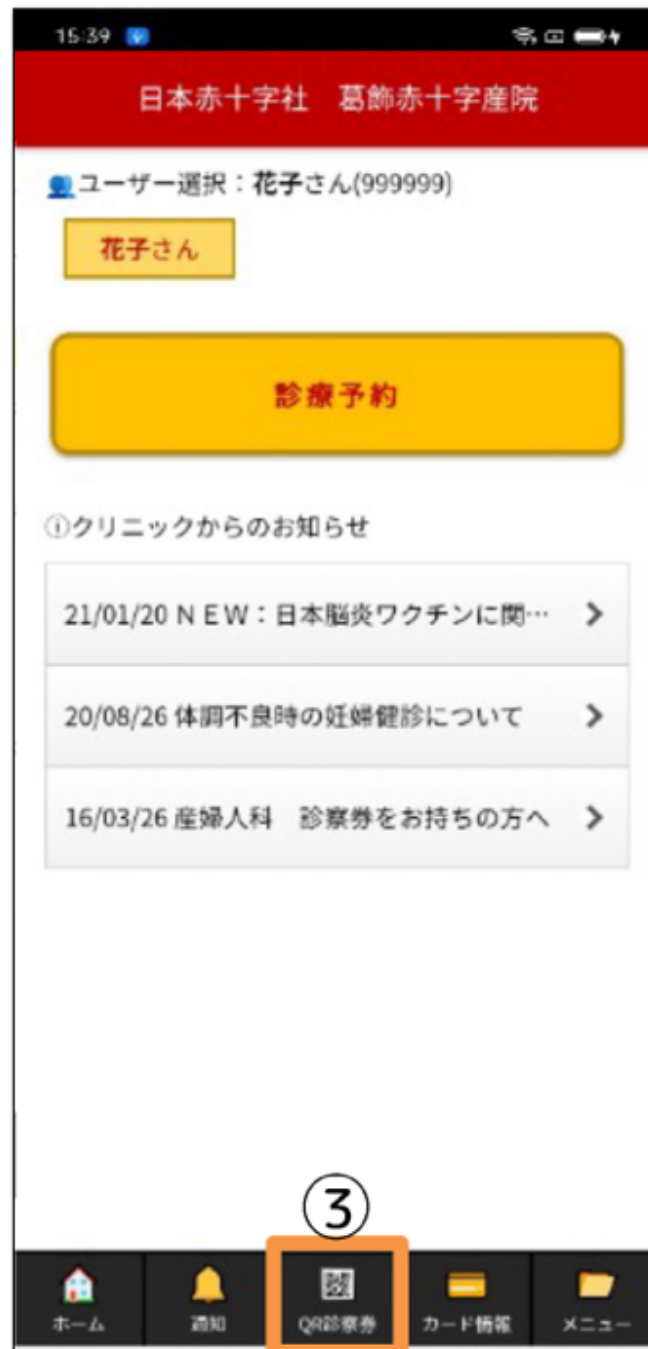 15:39
日本赤十字社　葛飾赤十字産院
ユーザー選択：花子さん(999999)
花子さん
診療予約
ⓘクリニックからのお知らせ
21/01/20 ＮＥＷ：日本脳炎ワクチンに関…
20/08/26 体調不良時の妊婦健診について
16/03/26 産婦人科　診察券をお持ちの方へ
③
ホーム
通知
QR診察券
カード情報
メニュー